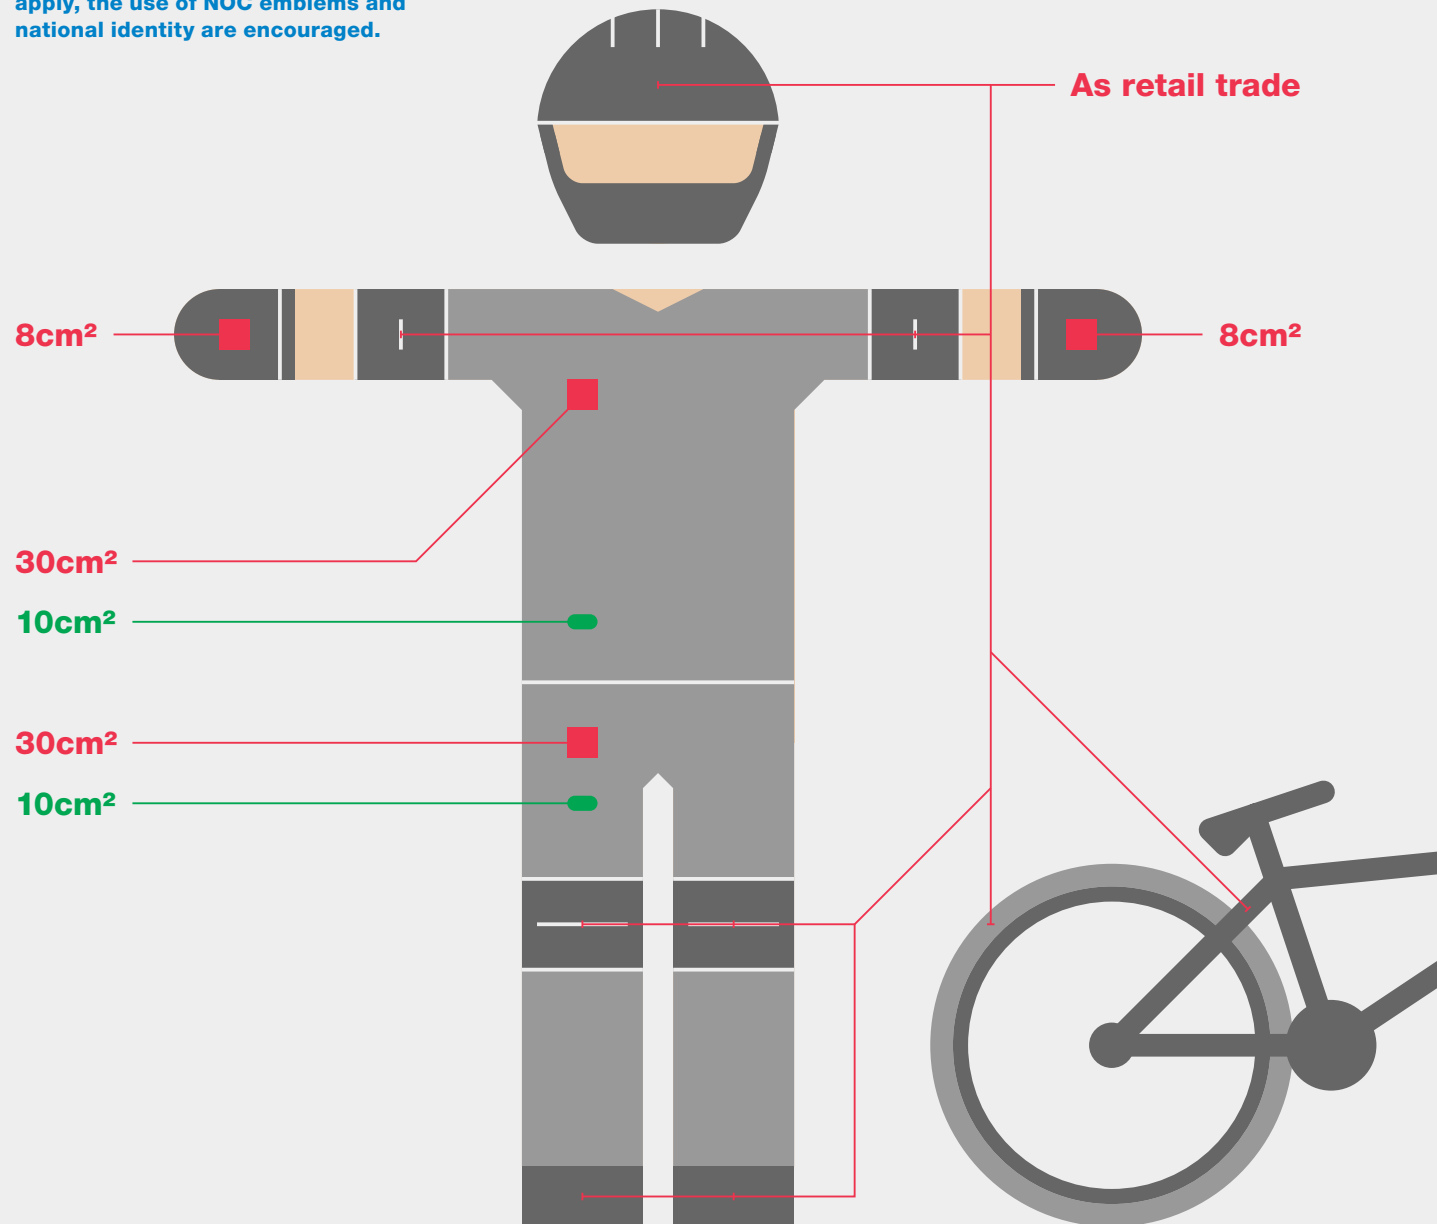 apply, the use of NOC emblems and
national identity are encouraged.
As retail trade
8cm²
8cm²
30cm²
10cm²
30cm²
10cm²